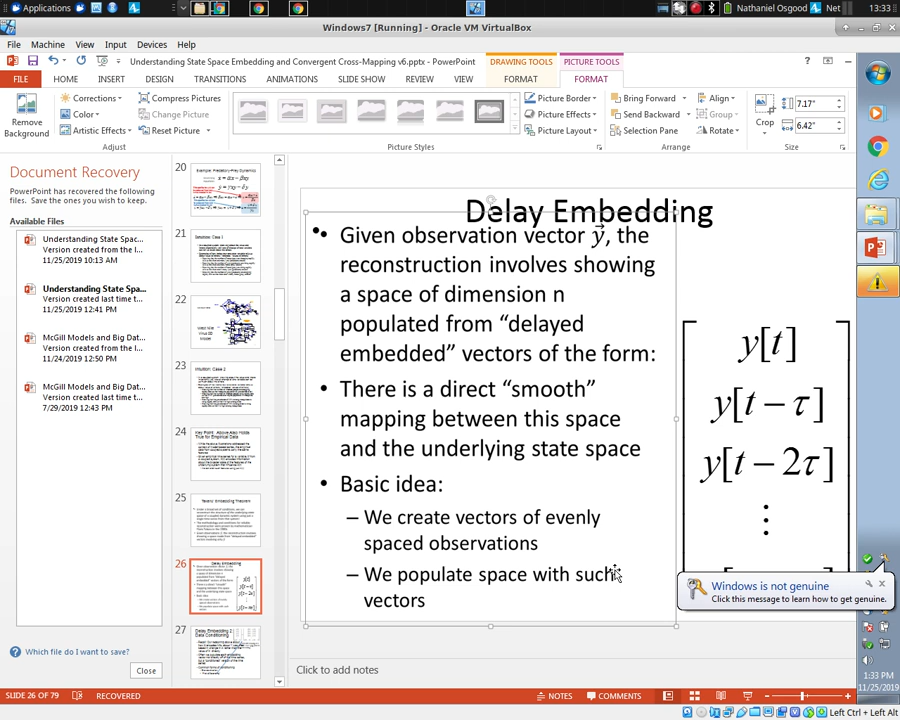 Applications
Nathaniel Osgood
Net
13:33
Windows7 [Running] - Oracle VM VirtualBox
File Machine View Input Devices Help
Understanding State Space Embedding and Convergent Cross-Mapping v6.pptx - PowerPoint
DRAWING TOOLS
PICTURE TOOLS
FILE HOME INSERT DESIGN TRANSITIONS ANIMATIONS SLIDE SHOW REVIEW VIEW FORMAT FORMAT
Remove Background
Corrections
Color
Artistic Effects
Compress Pictures
Change Picture
Reset Picture
Adjust
Picture Styles
Picture Border
Picture Effects
Picture Layout
Bring Forward
Send Backward
Selection Pane
Align
Group
Rotate
Arrange
Crop
7.17"
6.42"
Size
Document Recovery
PowerPoint has recovered the following files. Save the ones you wish to keep.
Available Files
Understanding State Spac...
Version created from the l...
11/25/2019 10:13 AM
Understanding State Spa...
Version created last time t...
11/25/2019 12:41 PM
McGill Models and Big Dat...
Version created from the l...
11/24/2019 12:50 PM
McGill Models and Big Dat...
Version created last time t...
7/29/2019 12:43 PM
Which file do I want to save?
Close
20
21
22
23
24
25
26
27
Delay Embedding
• Given observation vector y⃗, the
reconstruction involves showing
a space of dimension n
populated from “delayed
embedded” vectors of the form:
• There is a direct “smooth”
mapping between this space
and the underlying state space
• Basic idea:
– We create vectors of evenly
spaced observations
– We populate space with such
vectors
y[t]
y[t − τ]
y[t − 2τ]
⋮
Windows is not genuine
Click this message to learn how to get genuine.
Click to add notes
SLIDE 26 OF 79
RECOVERED
NOTES
COMMENTS
1:33 PM
11/25/2019
Left Ctrl + Left Alt